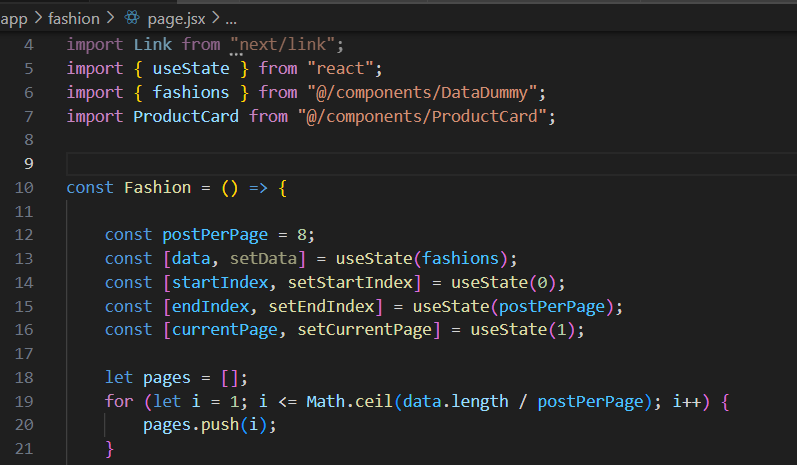 app > fashion > page.jsx > ...
4 import Link from "next/link";
5 import { useState } from "react";
6 import { fashions } from "@/components/DataDummy";
7 import ProductCard from "@/components/ProductCard";
8
9
10 const Fashion = () => {
11
12     const postPerPage = 8;
13     const [data, setData] = useState(fashions);
14     const [startIndex, setStartIndex] = useState(0);
15     const [endIndex, setEndIndex] = useState(postPerPage);
16     const [currentPage, setCurrentPage] = useState(1);
17
18     let pages = [];
19     for (let i = 1; i <= Math.ceil(data.length / postPerPage); i++) {
20         pages.push(i);
21     }